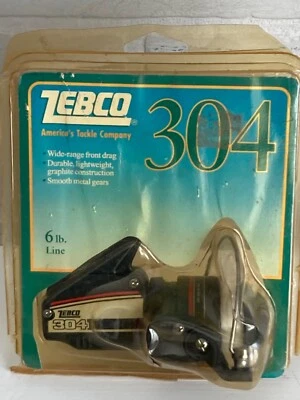 ZEBCO
304
America's Tackle Company
• Wide-range front drag
• Durable, lightweight,
graphite construction
• Smooth metal gears
6 lb.
Line
ZEBCO
304